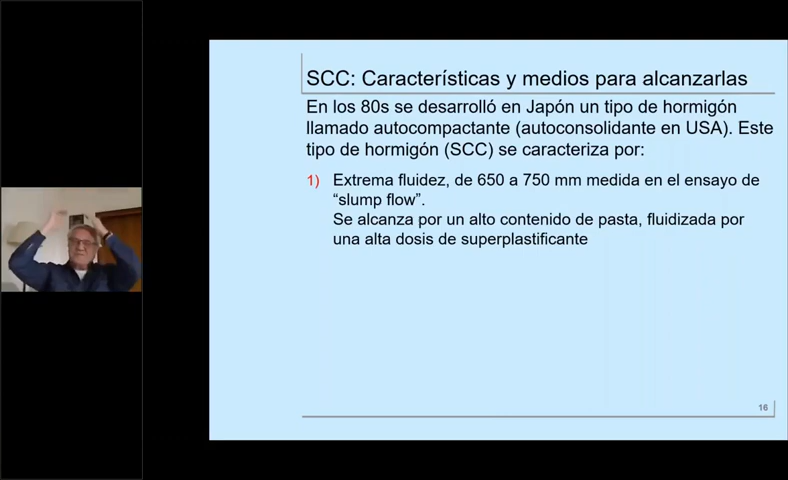 SCC: Características y medios para alcanzarlas
En los 80s se desarrolló en Japón un tipo de hormigón
llamado autocompactante (autoconsolidante en USA). Este
tipo de hormigón (SCC) se caracteriza por:
1) Extrema fluidez, de 650 a 750 mm medida en el ensayo de
“slump flow”.
Se alcanza por un alto contenido de pasta, fluidizada por
una alta dosis de superplastificante
16